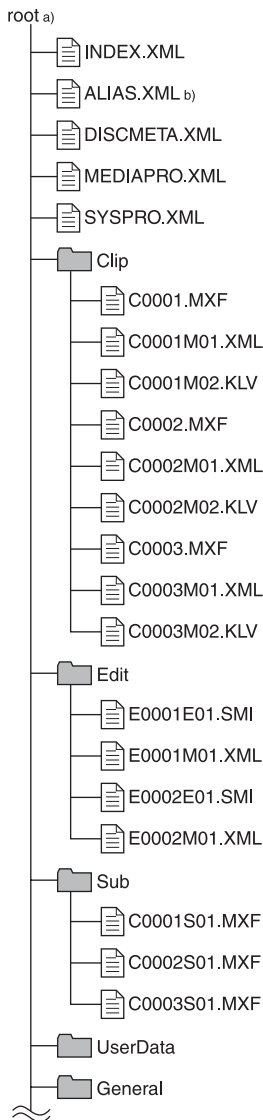 root a)
INDEX.XML
ALIAS.XML b)
DISCMETA.XML
MEDIAPRO.XML
SYSPRO.XML
Clip
C0001.MXF
C0001M01.XML
C0001M02.KLV
C0002.MXF
C0002M01.XML
C0002M02.KLV
C0003.MXF
C0003M01.XML
C0003M02.KLV
Edit
E0001E01.SMI
E0001M01.XML
E0002E01.SMI
E0002M01.XML
Sub
C0001S01.MXF
C0002S01.MXF
C0003S01.MXF
UserData
General